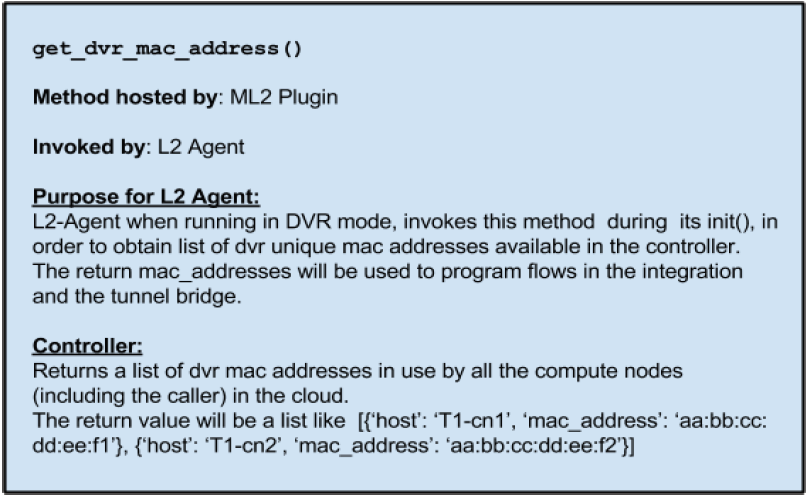 get_dvr_mac_address()
Method hosted by: ML2 Plugin
Invoked by: L2 Agent
Purpose for L2 Agent:
L2-Agent when running in DVR mode, invokes this method during its init(), in
order to obtain list of dvr unique mac addresses available in the controller.
The return mac_addresses will be used to program flows in the integration
and the tunnel bridge.
Controller:
Returns a list of dvr mac addresses in use by all the compute nodes
(including the caller) in the cloud.
The return value will be a list like [{‘host’: ‘T1-cn1’, ‘mac_address’: ‘aa:bb:cc:
dd:ee:f1’}, {‘host’: ‘T1-cn2’, ‘mac_address’: ‘aa:bb:cc:dd:ee:f2’}]